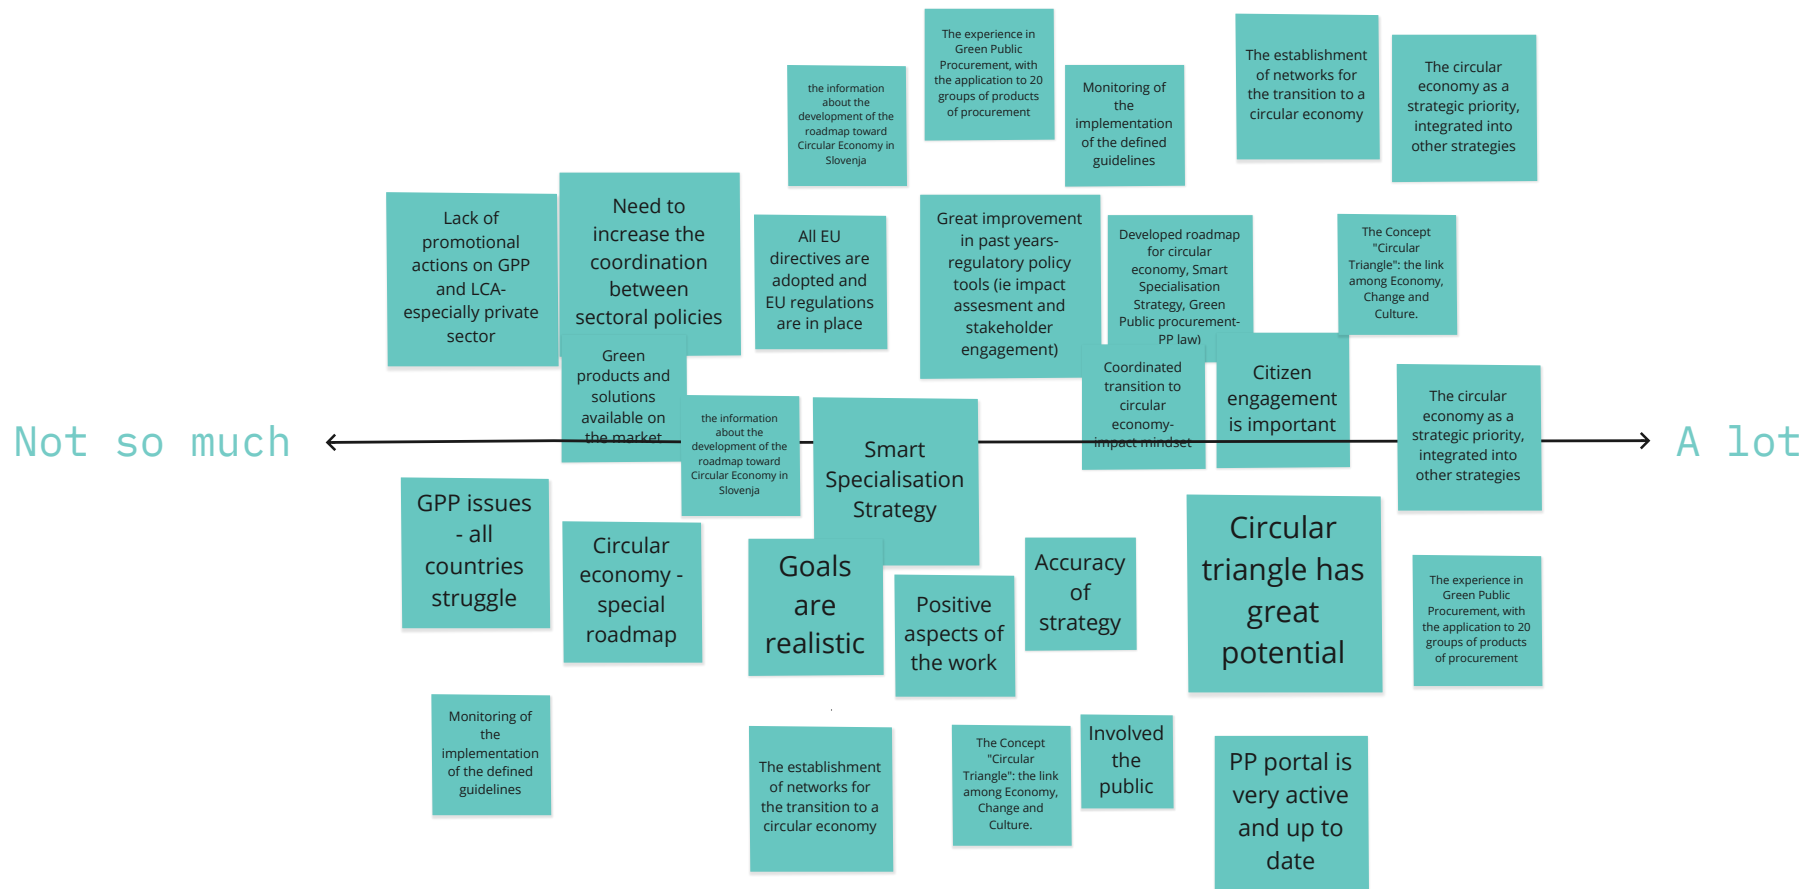 The experience in
Green Public
Procurement, with
the application to 20
groups of products
of procurement
The establishment
of networks for
the transition to a
circular economy
The circular
economy as a
strategic priority,
integrated into
other strategies
the information
about the
development of the
roadmap toward
Circular Economy in
Slovenja
Monitoring of
the
implementation
of the defined
guidelines
Lack of
promotional
actions on GPP
and LCA-
especially private
sector
Need to
increase the
coordination
between
sectoral policies
All EU
directives are
adopted and
EU regulations
are in place
Great improvement
in past years-
regulatory policy
tools (ie impact
assesment and
stakeholder
engagement)
Developed roadmap
for circular
economy, Smart
Specialisation
Strategy, Green
Public procurement-
PP law)
The Concept
"Circular
Triangle": the link
among Economy,
Change and
Culture.
Green
products and
solutions
available on
the market
Coordinated
transition to
circular
economy-
impact mindset
Citizen
engagement
is important
The circular
economy as a
strategic priority,
integrated into
other strategies
the information
about the
development of the
roadmap toward
Circular Economy in
Slovenja
Smart
Specialisation
Strategy
Not so much
A lot
GPP issues
- all
countries
struggle
Circular
economy -
special
roadmap
Goals
are
realistic
Positive
aspects of
the work
Accuracy
of
strategy
Circular
triangle has
great
potential
The experience in
Green Public
Procurement, with
the application to 20
groups of products
of procurement
Monitoring of
the
implementation
of the defined
guidelines
The establishment
of networks for
the transition to a
circular economy
The Concept
"Circular
Triangle": the link
among Economy,
Change and
Culture.
Involved
the
public
PP portal is
very active
and up to
date